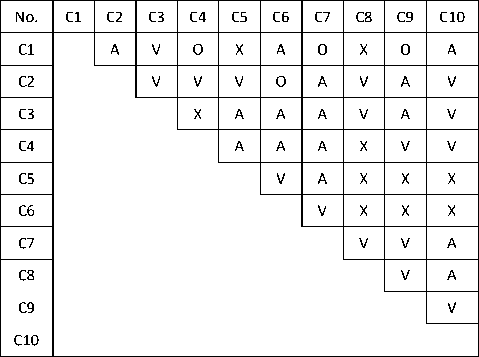 No. C1 C2 C3 C4 C5 C6 C7 C8 C9 C10
C1 A V O X A O X O A
C2 V V V O A V A V
C3 X A A A V A V
C4 A A A X V V
C5 V A X X X
C6 V X X X
C7 V V A
C8 V A
C9 V
C10